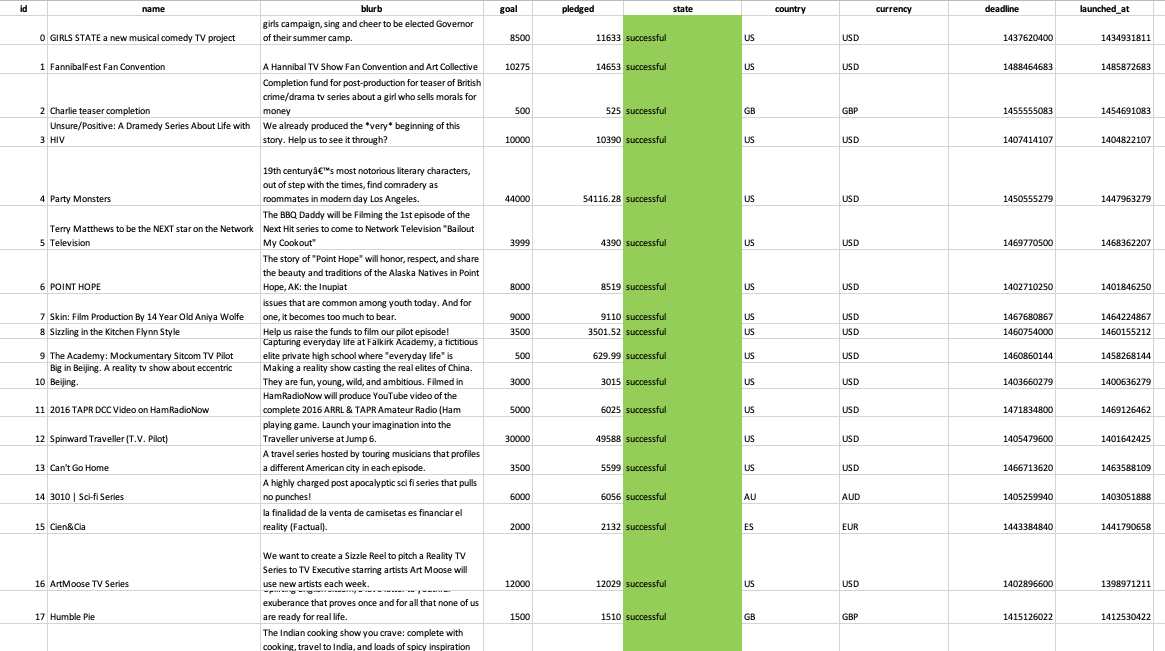 id name blurb goal pledged state country currency deadline launched_at
girls campaign, sing and cheer to be elected Governor
0 GIRLS STATE a new musical comedy TV project of their summer camp. 8500 11633 successful US USD 1437620400 1434931811
1 FannibalFest Fan Convention A Hannibal TV Show Fan Convention and Art Collective 10275 14653 successful US USD 1488464683 1485872683
Completion fund for post-production for teaser of British
crime/drama tv series about a girl who sells morals for
2 Charlie teaser completion money 500 525 successful GB GBP 1455555083 1454691083
Unsure/Positive: A Dramedy Series About Life with We already produced the *very* beginning of this
3 HIV story. Help us to see it through? 10000 10390 successful US USD 1407414107 1404822107
19th centuryâ€™s most notorious literary characters,
out of step with the times, find comradery as
4 Party Monsters roommates in modern day Los Angeles. 44000 54116.28 successful US USD 1450555279 1447963279
The BBQ Daddy will be Filming the 1st episode of the
Terry Matthews to be the NEXT star on the Network Next Hit series to come to Network Television "Bailout
5 Television My Cookout" 3999 4390 successful US USD 1469770500 1468362207
The story of "Point Hope" will honor, respect, and share
the beauty and traditions of the Alaska Natives in Point
6 POINT HOPE Hope, AK: the Inupiat 8000 8519 successful US USD 1402710250 1401846250
issues that are common among youth today. And for
7 Skin: Film Production By 14 Year Old Aniya Wolfe one, it becomes too much to bear. 9000 9110 successful US USD 1467680867 1464224867
8 Sizzling in the Kitchen Flynn Style Help us raise the funds to film our pilot episode! 3500 3501.52 successful US USD 1460754000 1460155212
Capturing everyday life at Falkirk Academy, a fictitious
9 The Academy: Mockumentary Sitcom TV Pilot elite private high school where "everyday life" is 500 629.99 successful US USD 1460860144 1458268144
Big in Beijing. A reality tv show about eccentric Making a reality show casting the real elites of China.
10 Beijing. They are fun, young, wild, and ambitious. Filmed in 3000 3015 successful US USD 1403660279 1400636279
HamRadioNow will produce YouTube video of the
11 2016 TAPR DCC Video on HamRadioNow complete 2016 ARRL & TAPR Amateur Radio (Ham 5000 6025 successful US USD 1471834800 1469126462
playing game. Launch your imagination into the
12 Spinward Traveller (T.V. Pilot) Traveller universe at Jump 6. 30000 49588 successful US USD 1405479600 1401642425
A travel series hosted by touring musicians that profiles
13 Can't Go Home a different American city in each episode. 3500 5599 successful US USD 1466713620 1463588109
A highly charged post apocalyptic sci fi series that pulls
14 3010 | Sci-fi Series no punches! 6000 6056 successful AU AUD 1405259940 1403051888
la finalidad de la venta de camisetas es financiar el
15 Cien&Cia reality (Factual). 2000 2132 successful ES EUR 1443384840 1441790658
We want to create a Sizzle Reel to pitch a Reality TV
Series to TV Executive starring artists Art Moose will
16 ArtMoose TV Series use new artists each week. 12000 12029 successful US USD 1402896600 1398971211
exuberance that proves once and for all that none of us
17 Humble Pie are ready for real life. 1500 1510 successful GB GBP 1415126022 1412530422
The Indian cooking show you crave: complete with
cooking, travel to India, and loads of spicy inspiration